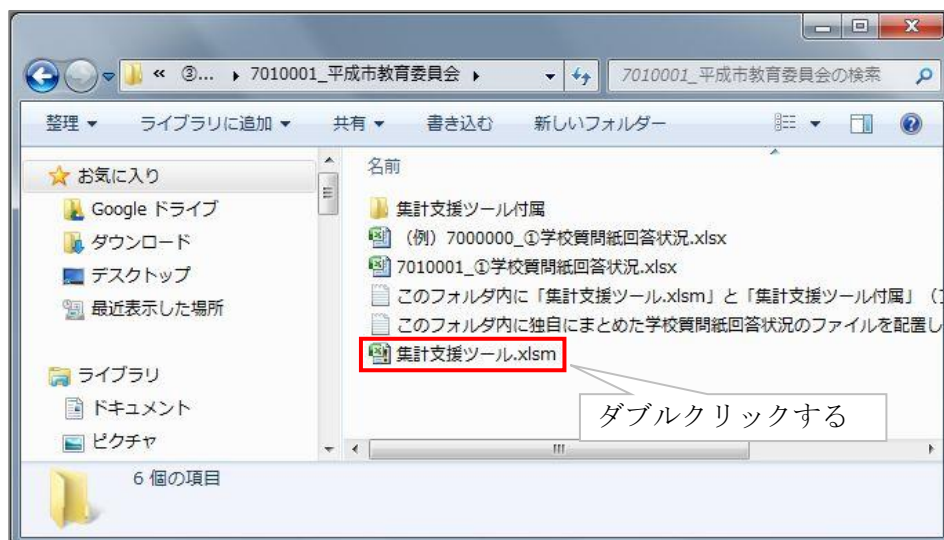 « ③... ▸ 7010001_平成市教育委員会 ▸
7010001_平成市教育委員会の検索
整理 ライブラリに追加 共有 書き込む 新しいフォルダー
お気に入り
Google ドライブ
ダウンロード
デスクトップ
最近表示した場所
ライブラリ
ドキュメント
ピクチャ
名前
集計支援ツール付属
(例) 7000000_①学校質問紙回答状況.xlsx
7010001_①学校質問紙回答状況.xlsx
このフォルダ内に「集計支援ツール.xlsm」と「集計支援ツール付属」(
このフォルダ内に独自にまとめた学校質問紙回答状況のファイルを配置し
集計支援ツール.xlsm
ダブルクリックする
6 個の項目